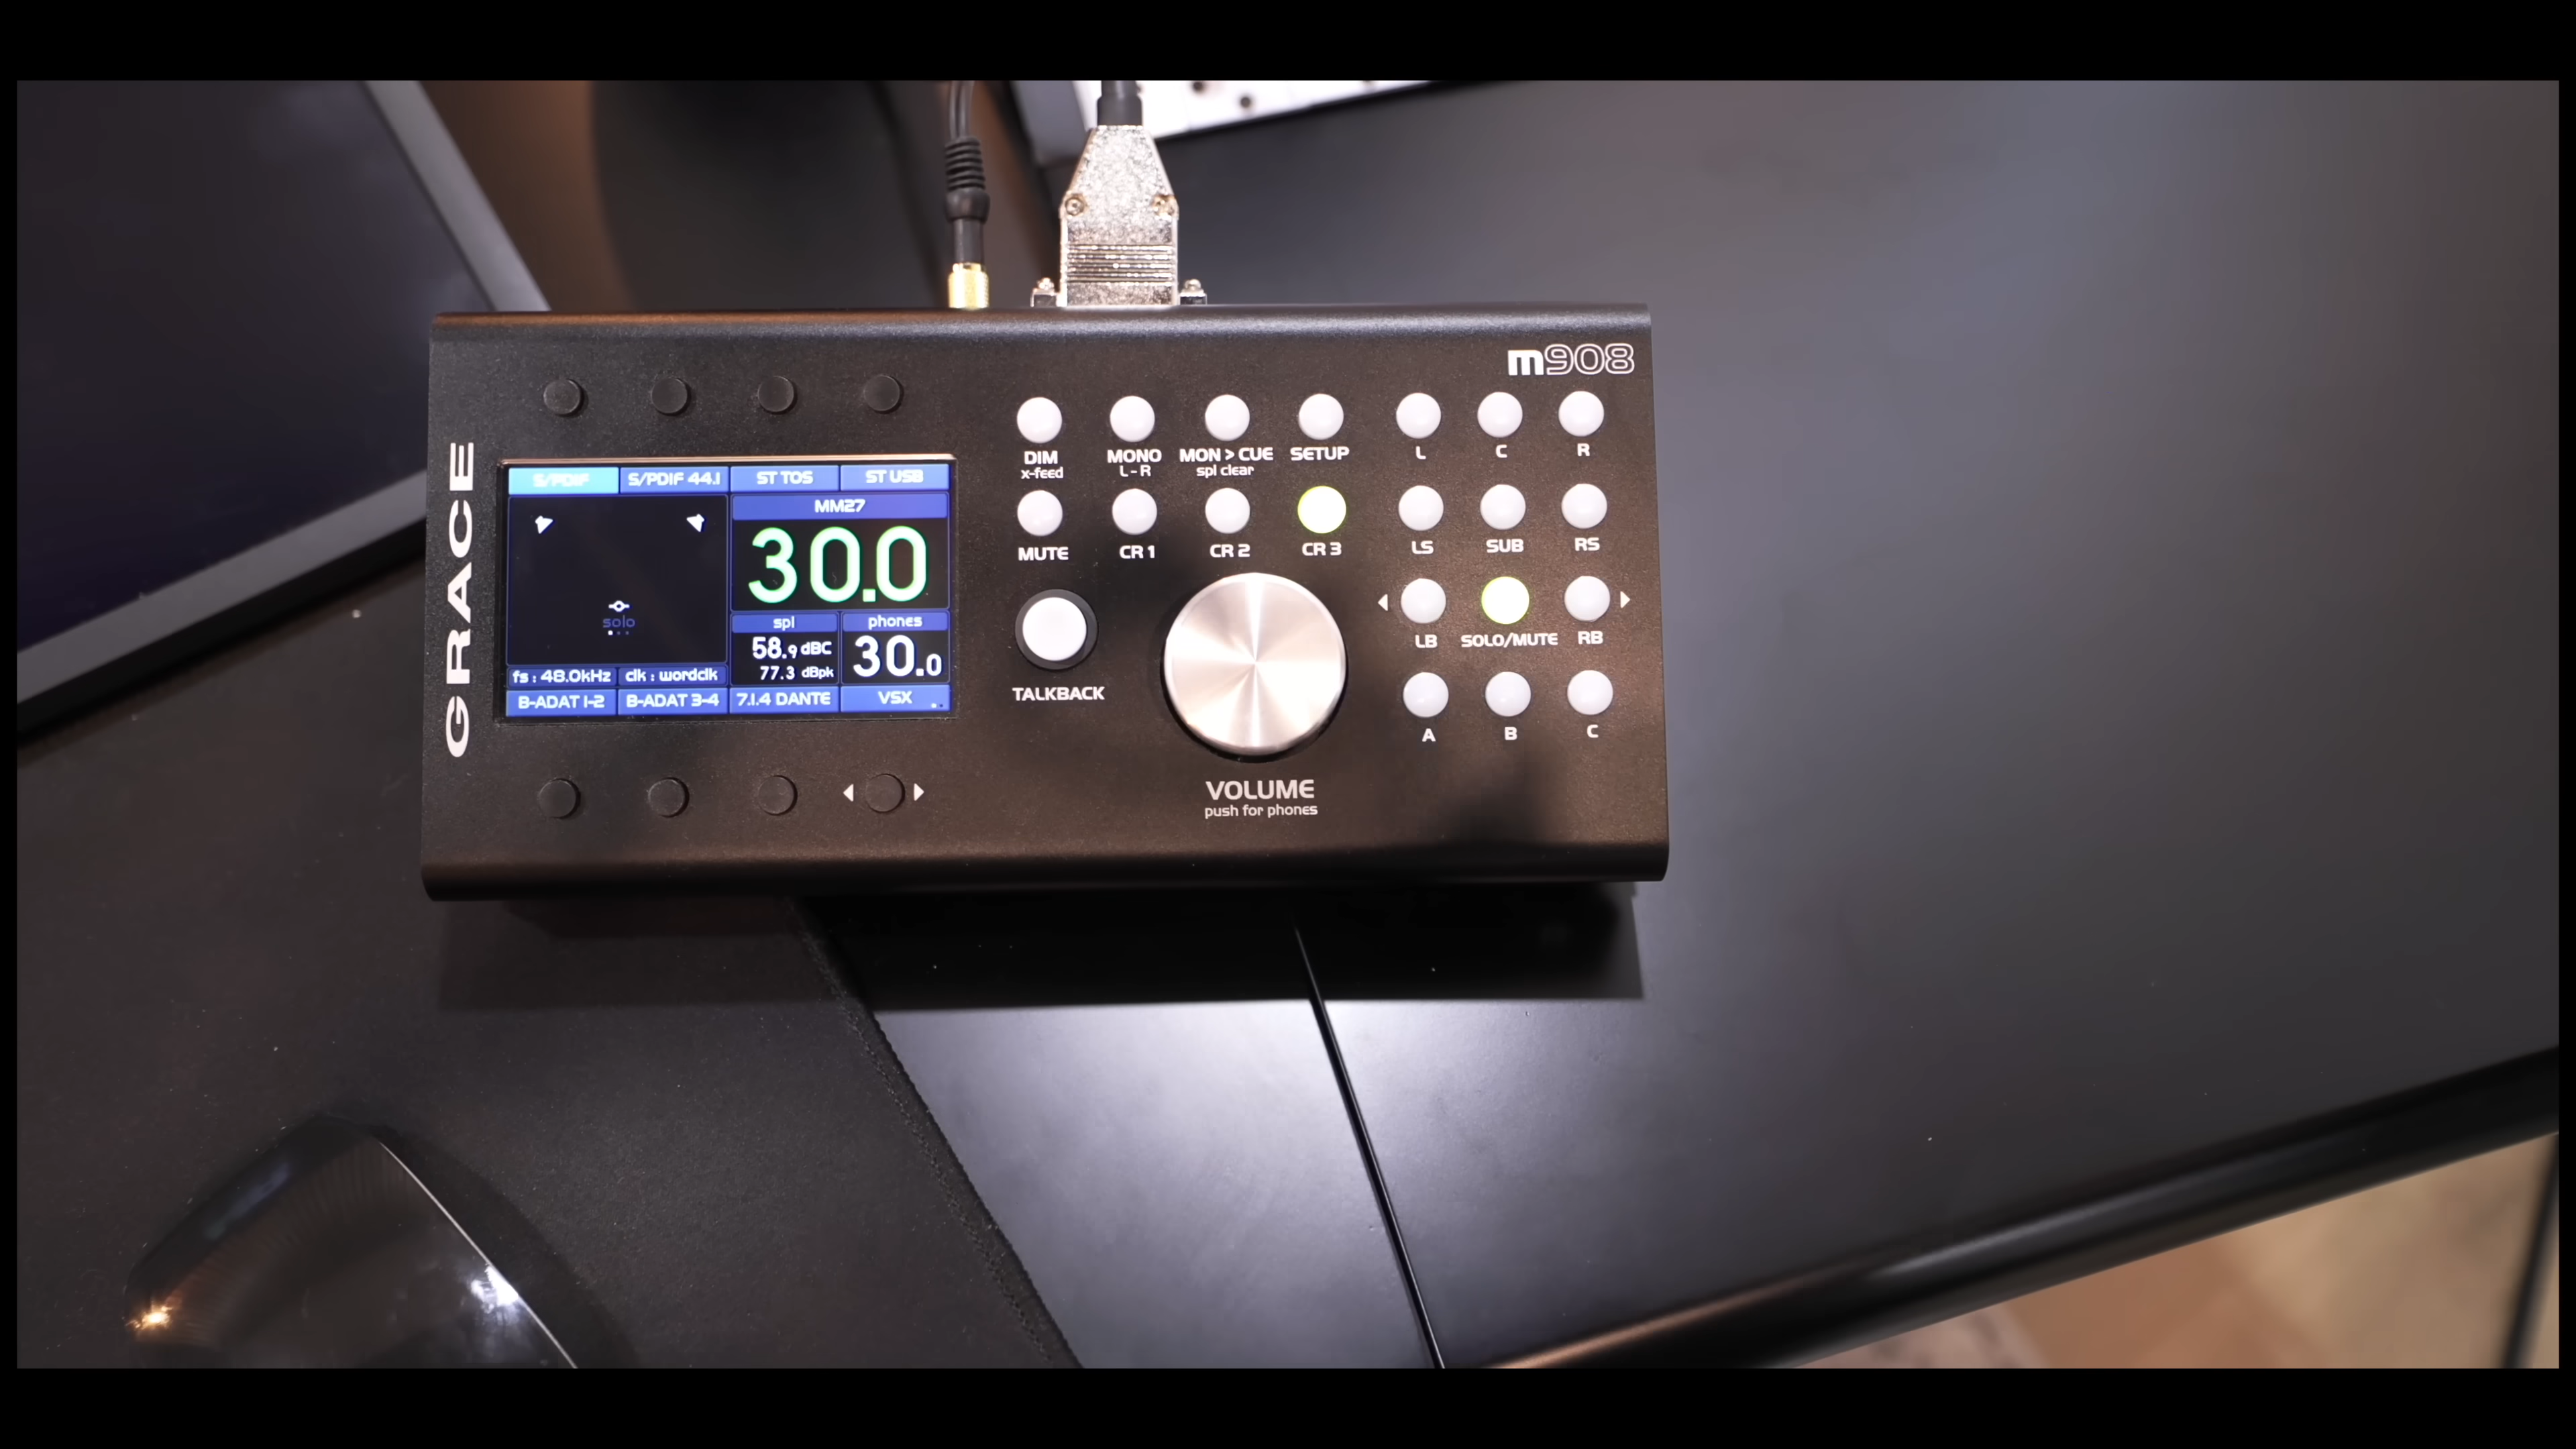 GRACE
m908
S/PDIF S/PDIF 44.1 ST TOS ST USB
MM27
30.0
solo
spl phones
58.9 dBC
77.3 dBpk
30.0
fs : 48.0kHz clk : wordclk
B-ADAT 1-2 B-ADAT 3-4 7.1.4 DANTE VSX
DIM MONO MON > CUE SETUP
x-feed L - R spl clear
MUTE CR 1 CR 2 CR 3
TALKBACK
VOLUME
push for phones
L C R
LS SUB RS
LB SOLO/MUTE RB
A B C